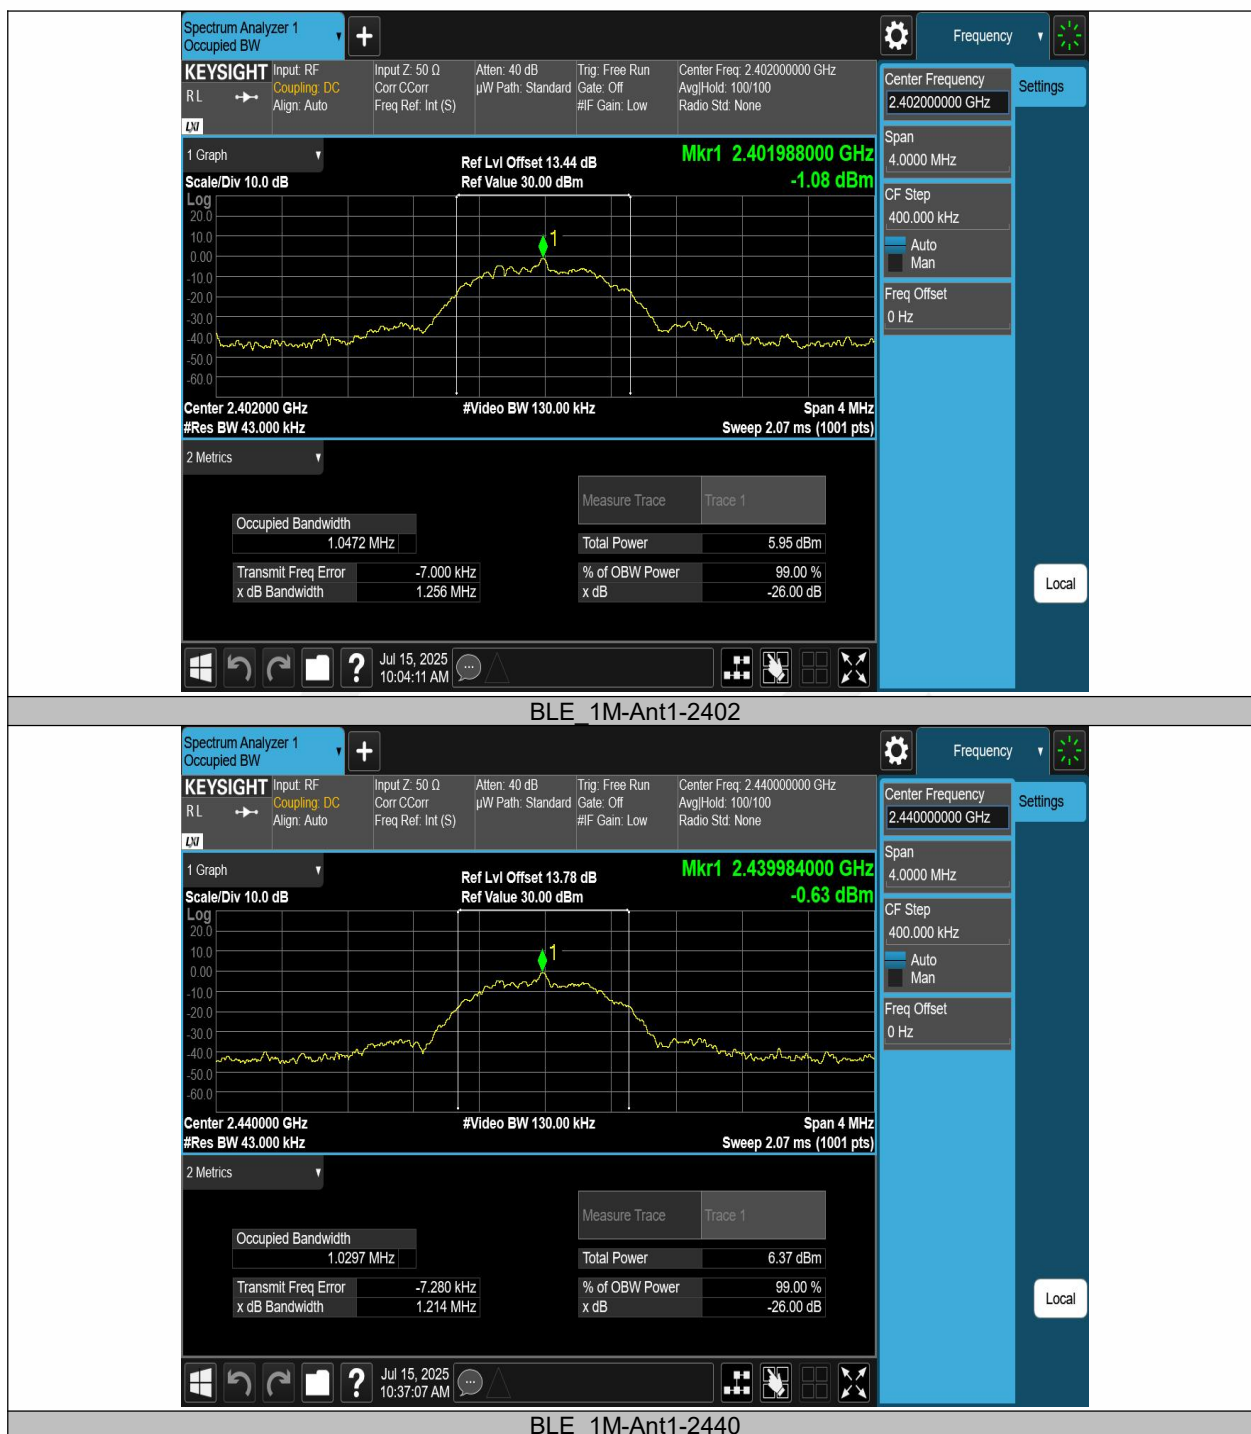 Spectrum Analyzer 1
Occupied BW
+
Frequency
KEYSIGHT
RL
LXI
Input: RF
Coupling: DC
Align: Auto
Input Z: 50 Ω
Corr CCorr
Freq Ref: Int (S)
Atten: 40 dB
µW Path: Standard
Trig: Free Run
Gate: Off
#IF Gain: Low
Center Freq: 2.402000000 GHz
Avg|Hold: 100/100
Radio Std: None
Center Frequency
2.402000000 GHz
Settings
Span
4.0000 MHz
CF Step
400.000 kHz
Auto
Man
Freq Offset
0 Hz
Local
1 Graph
Scale/Div 10.0 dB
Ref Lvl Offset 13.44 dB
Ref Value 30.00 dBm
Mkr1 2.401988000 GHz
-1.08 dBm
Log
20.0
10.0
0.00
-10.0
-20.0
-30.0
-40.0
-50.0
-60.0
1
Center 2.402000 GHz
#Res BW 43.000 kHz
#Video BW 130.00 kHz
Span 4 MHz
Sweep 2.07 ms (1001 pts)
2 Metrics
Measure Trace Trace 1
Occupied Bandwidth
1.0472 MHz
Total Power 5.95 dBm
Transmit Freq Error -7.000 kHz
% of OBW Power 99.00 %
x dB Bandwidth 1.256 MHz
x dB -26.00 dB
?
Jul 15, 2025
10:04:11 AM
BLE_1M-Ant1-2402
Spectrum Analyzer 1
Occupied BW
+
Frequency
KEYSIGHT
RL
LXI
Input: RF
Coupling: DC
Align: Auto
Input Z: 50 Ω
Corr CCorr
Freq Ref: Int (S)
Atten: 40 dB
µW Path: Standard
Trig: Free Run
Gate: Off
#IF Gain: Low
Center Freq: 2.440000000 GHz
Avg|Hold: 100/100
Radio Std: None
Center Frequency
2.440000000 GHz
Settings
Span
4.0000 MHz
CF Step
400.000 kHz
Auto
Man
Freq Offset
0 Hz
Local
1 Graph
Scale/Div 10.0 dB
Ref Lvl Offset 13.78 dB
Ref Value 30.00 dBm
Mkr1 2.439984000 GHz
-0.63 dBm
Log
20.0
10.0
0.00
-10.0
-20.0
-30.0
-40.0
-50.0
-60.0
1
Center 2.440000 GHz
#Res BW 43.000 kHz
#Video BW 130.00 kHz
Span 4 MHz
Sweep 2.07 ms (1001 pts)
2 Metrics
Measure Trace Trace 1
Occupied Bandwidth
1.0297 MHz
Total Power 6.37 dBm
Transmit Freq Error -7.280 kHz
% of OBW Power 99.00 %
x dB Bandwidth 1.214 MHz
x dB -26.00 dB
?
Jul 15, 2025
10:37:07 AM
BLE_1M-Ant1-2440